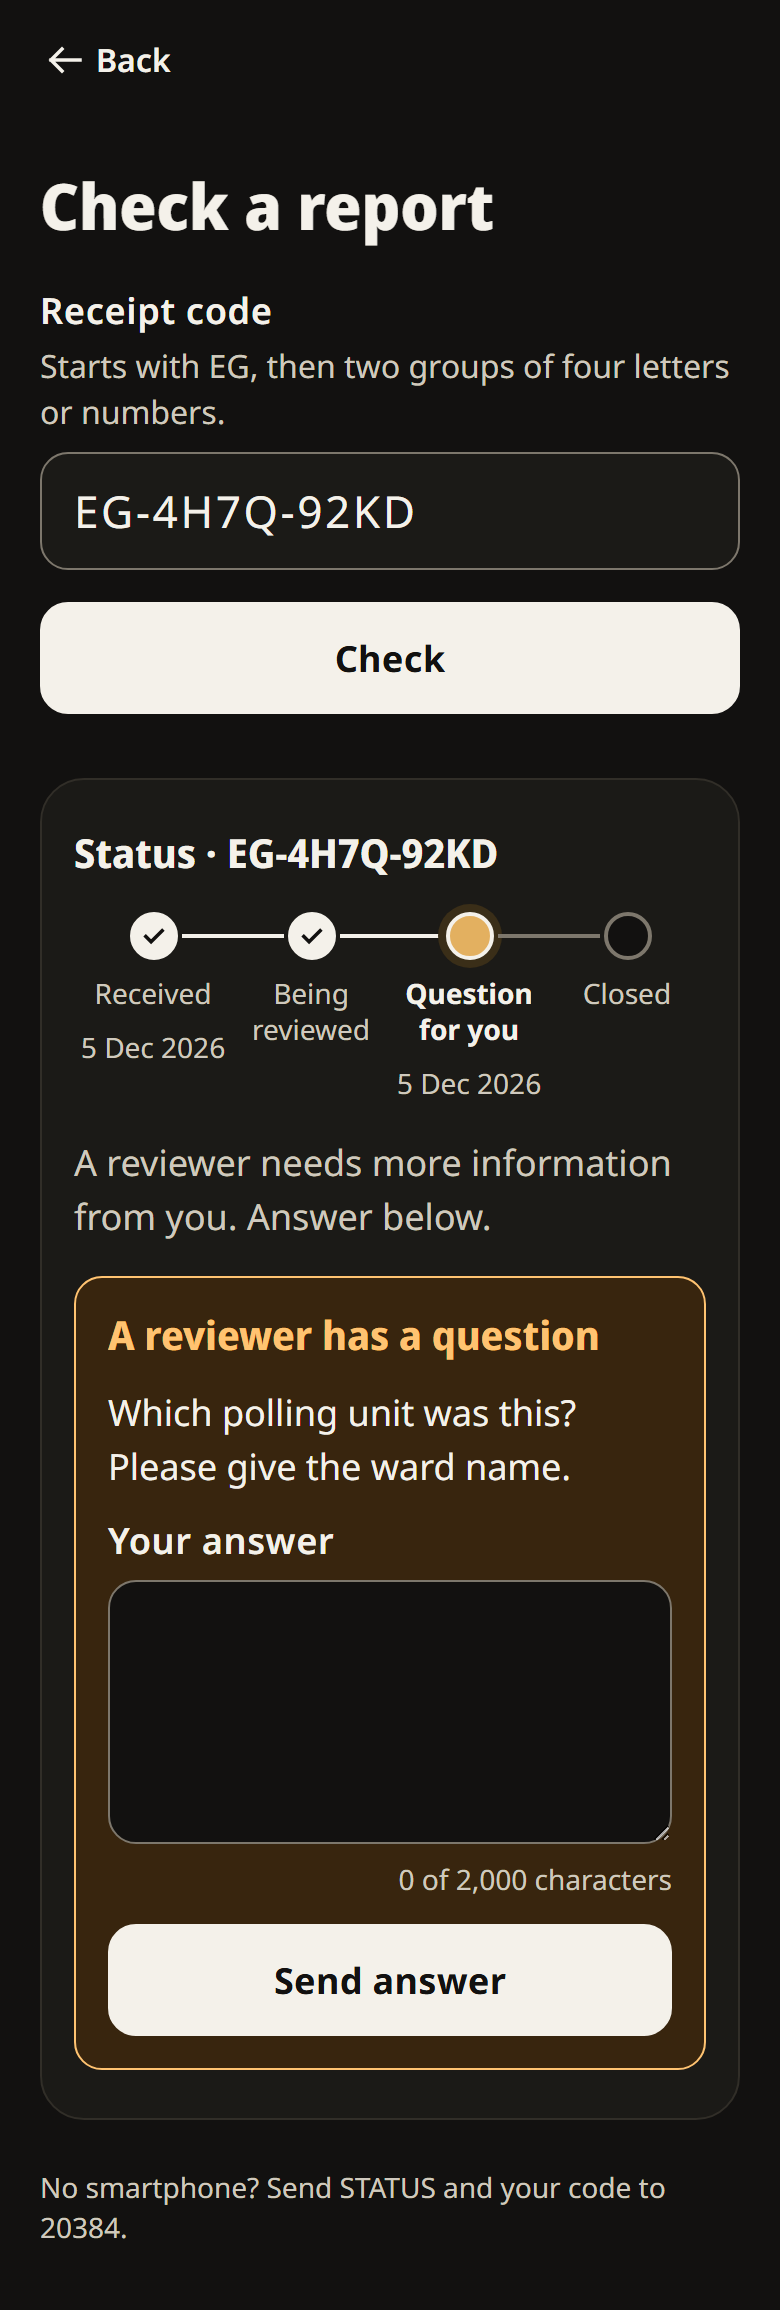 Back
Check a report
Receipt code
Starts with EG, then two groups of four letters
or numbers.
EG-4H7Q-92KD
Check
Status · EG-4H7Q-92KD
Received
5 Dec 2026
Being
reviewed
Question
for you
5 Dec 2026
Closed
A reviewer needs more information
from you. Answer below.
A reviewer has a question
Which polling unit was this?
Please give the ward name.
Your answer
0 of 2,000 characters
Send answer
No smartphone? Send STATUS and your code to
20384.